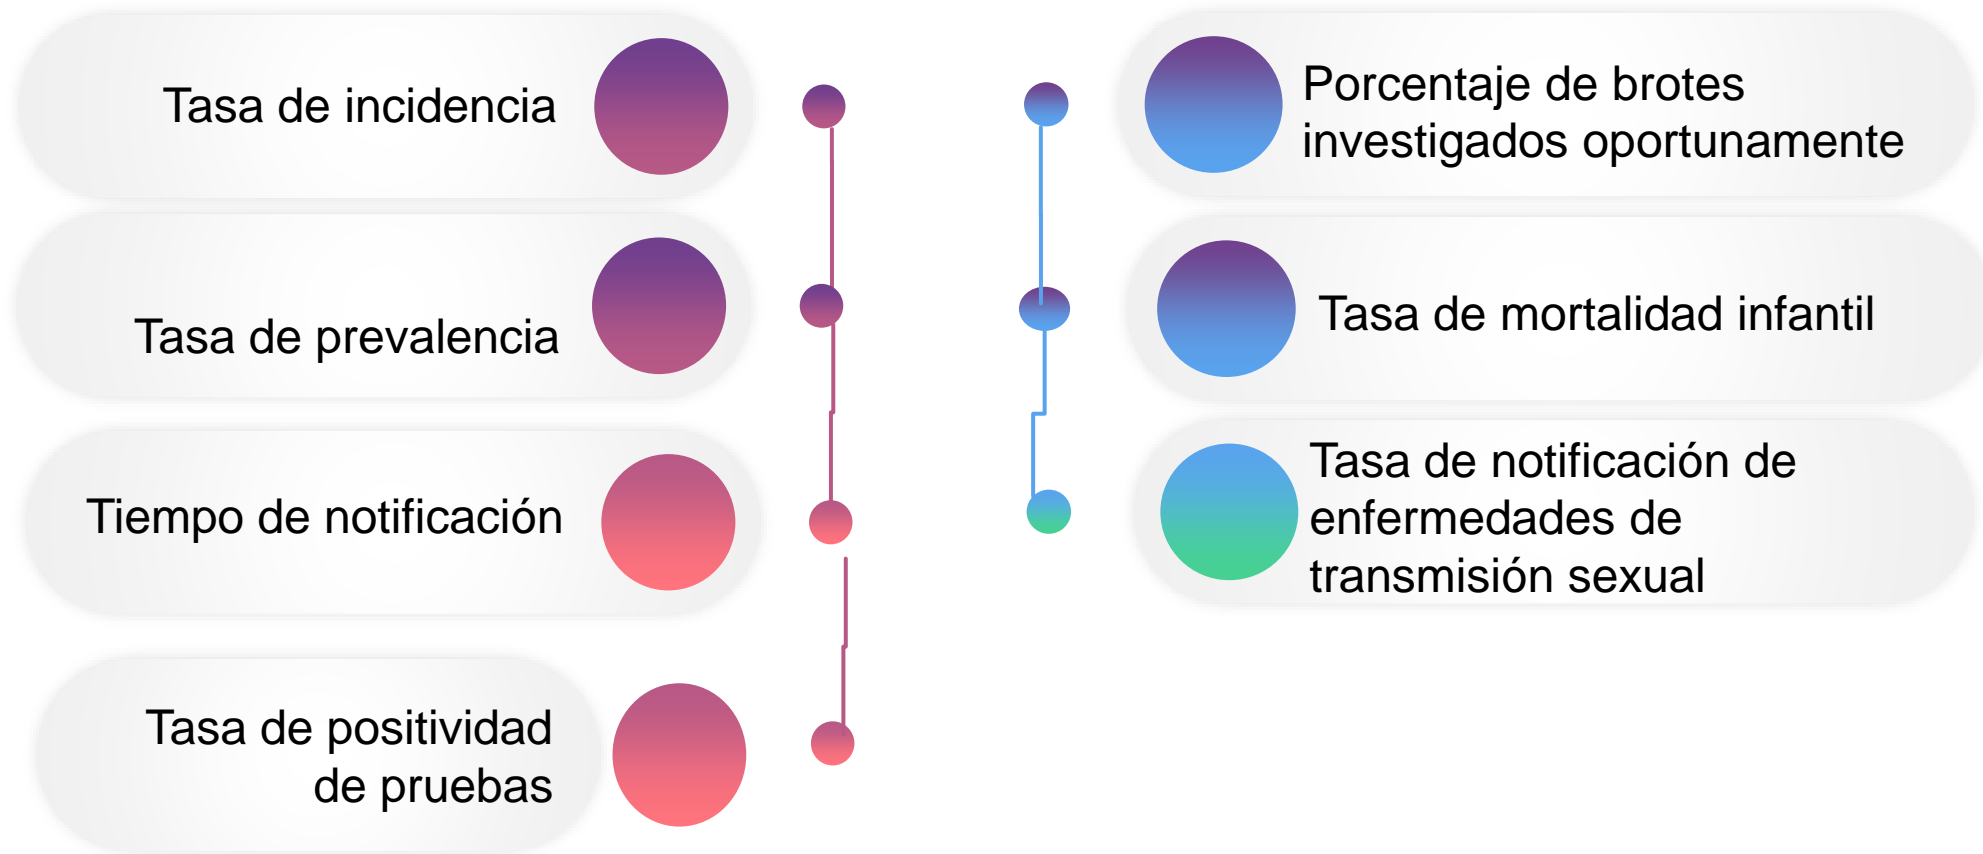 Tasa de incidencia
Tasa de prevalencia
Tiempo de notificación
Tasa de positividad
de pruebas
Porcentaje de brotes
investigados oportunamente
Tasa de mortalidad infantil
Tasa de notificación de
enfermedades de
transmisión sexual